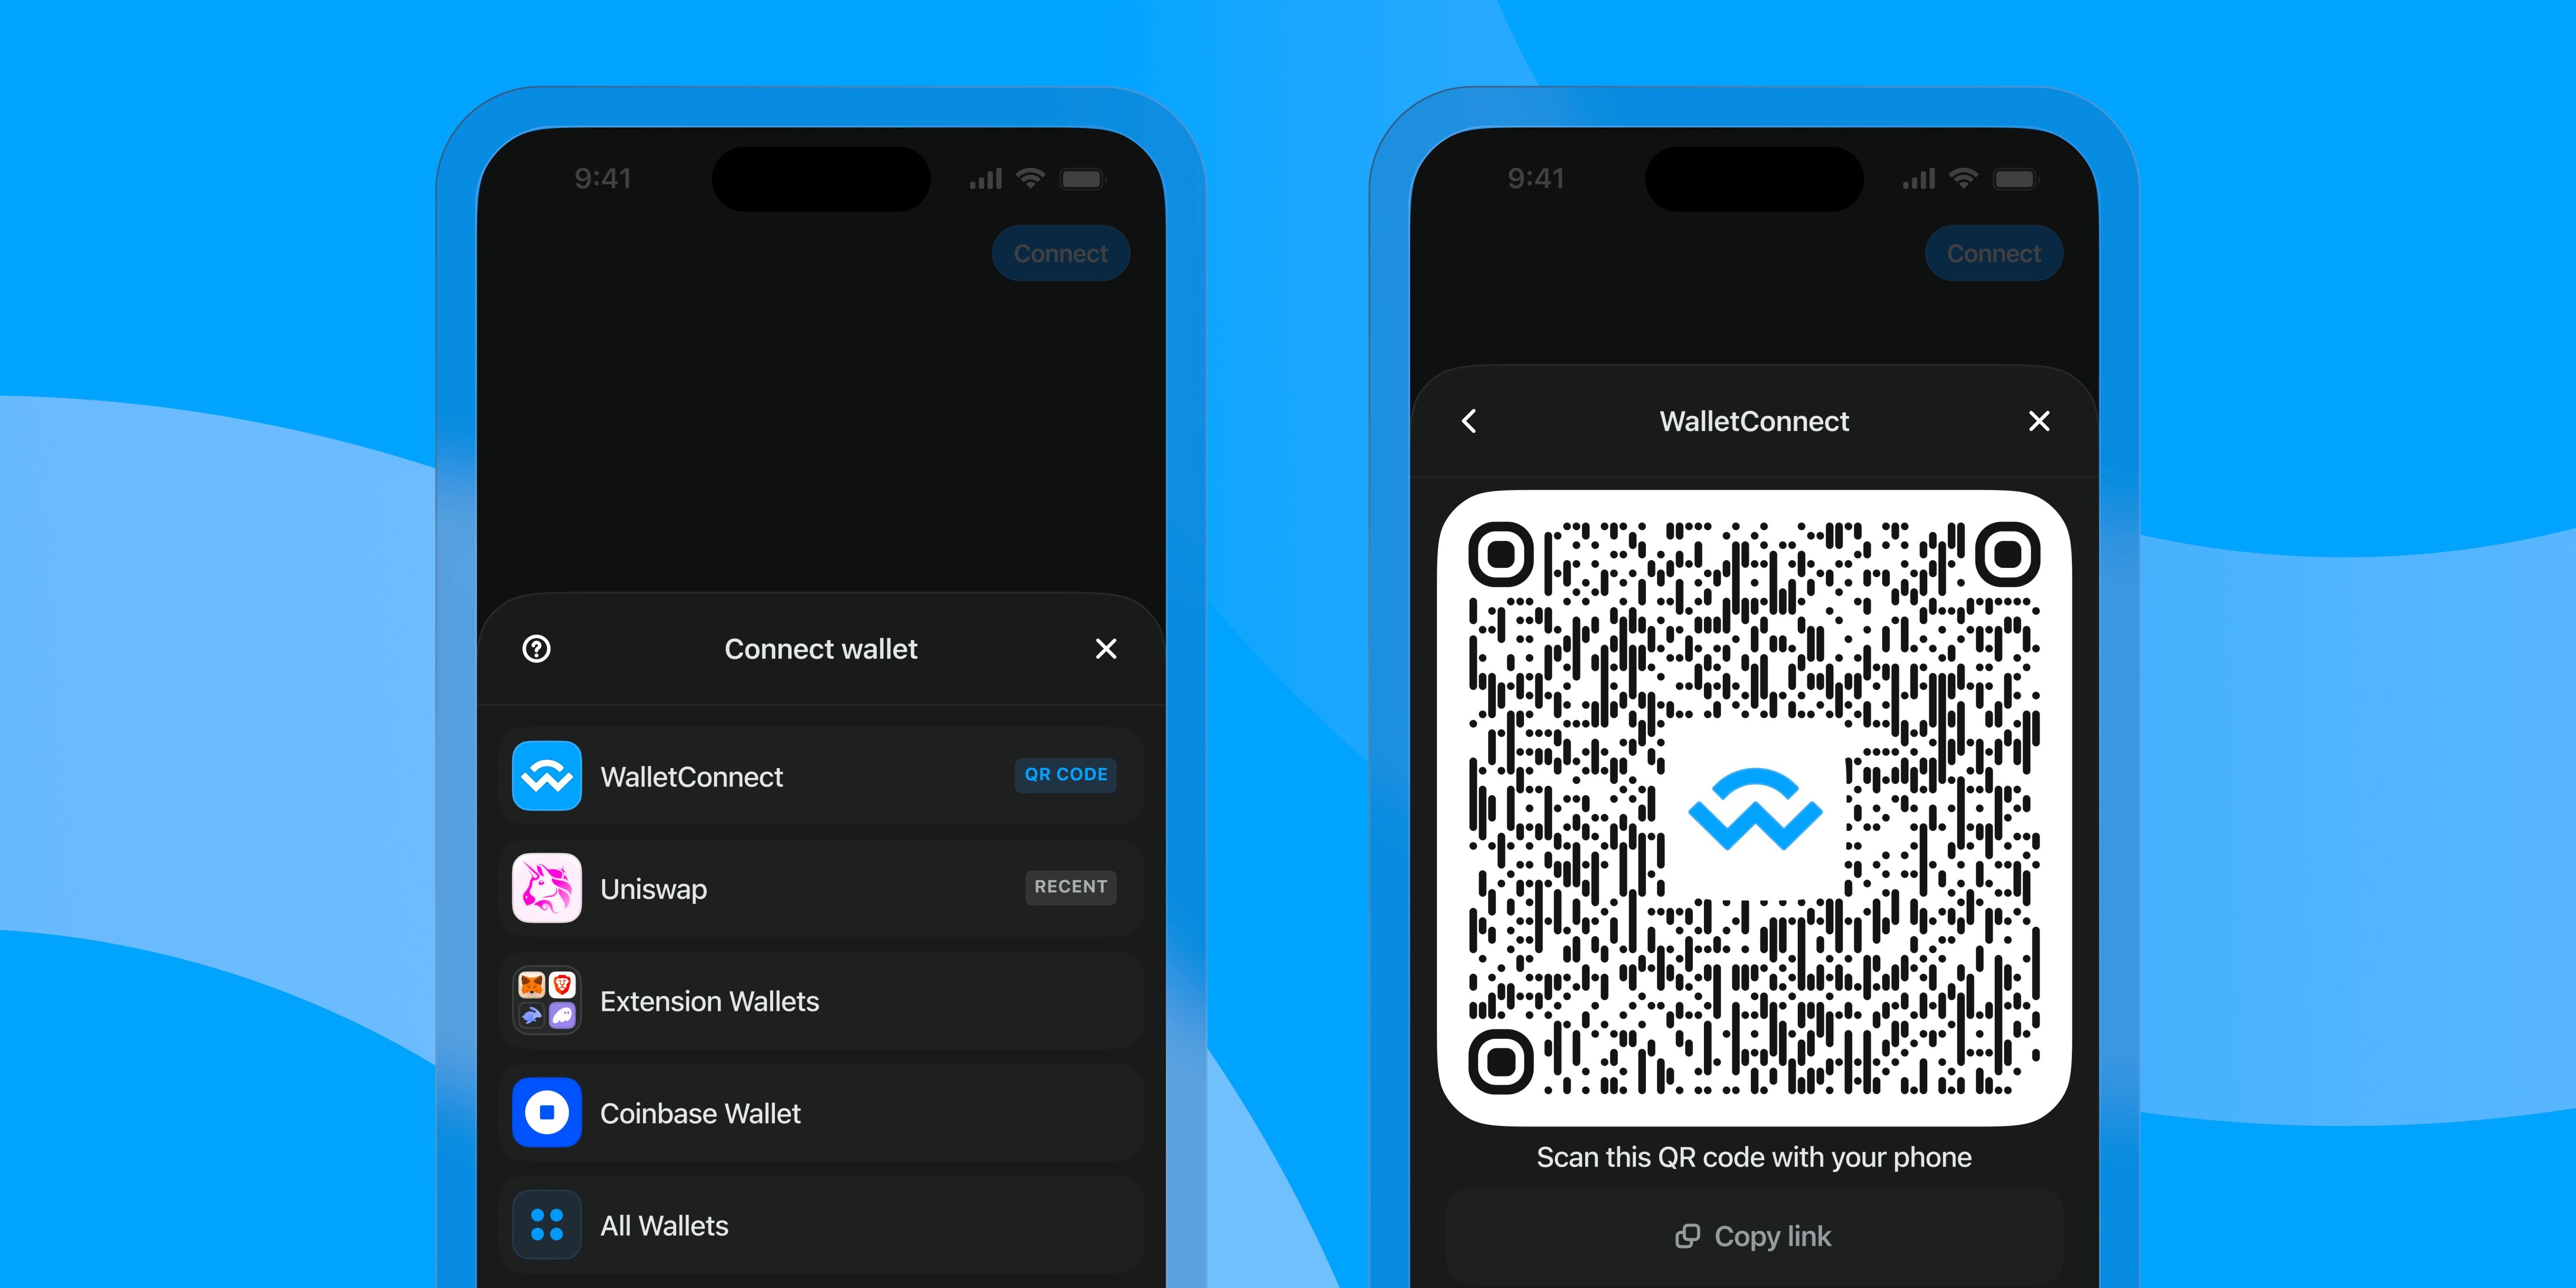 9:41
Connect
Connect wallet
WalletConnect
QR CODE
Uniswap
RECENT
Extension Wallets
Coinbase Wallet
All Wallets
9:41
Connect
WalletConnect
Scan this QR code with your phone
Copy link